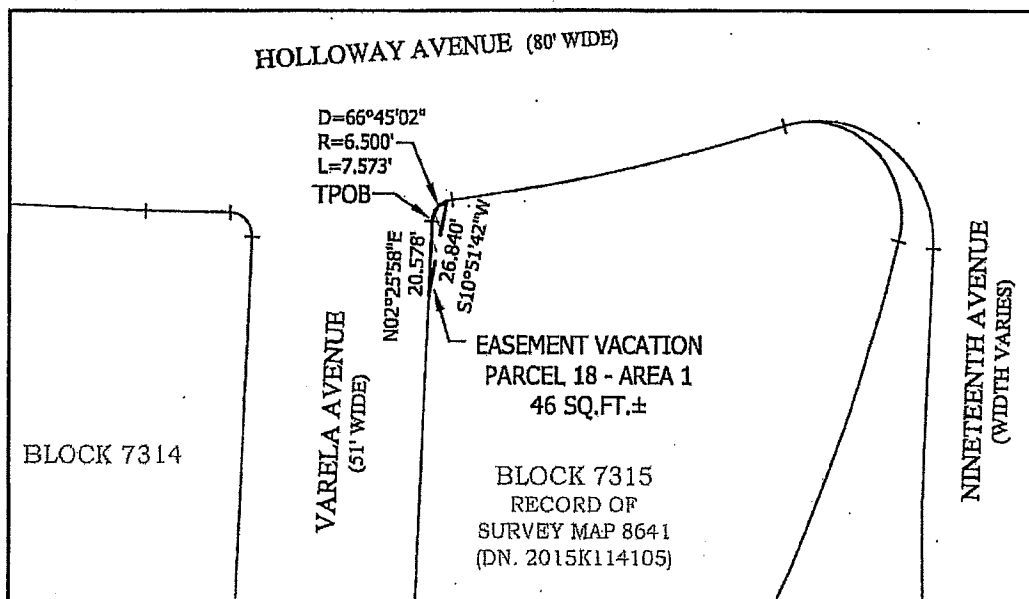 HOLLOWAY AVENUE (80' WIDE)
D=66°45'02"
R=6.500'
L=7.573'
TPOB
N02°25'58"E
20.578'
26.840'
S10°51'42"W
EASEMENT VACATION
PARCEL 18 - AREA 1
46 SQ.FT.±
VARELA AVENUE
(51' WIDE)
NINETEENTH AVENUE
(WIDTH VARIES)
BLOCK 7314
BLOCK 7315
RECORD OF
SURVEY MAP 8641
(DN. 2015K114105)